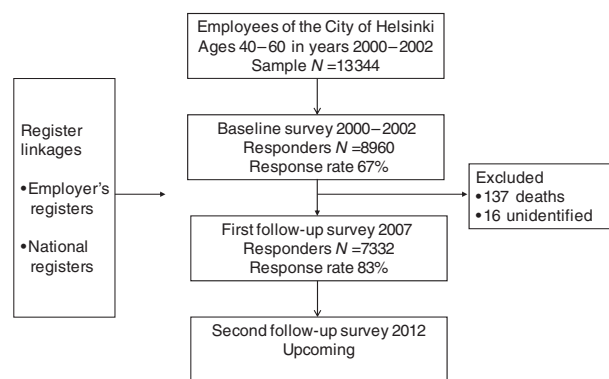 Employees of the City of Helsinki
Ages 40–60 in years 2000–2002
Sample N =13344
Register
linkages
•Employer's
registers
•National
registers
Baseline survey 2000–2002
Responders N =8960
Response rate 67%
Excluded
•137 deaths
•16 unidentified
First follow-up survey 2007
Responders N =7332
Response rate 83%
Second follow-up survey 2012
Upcoming